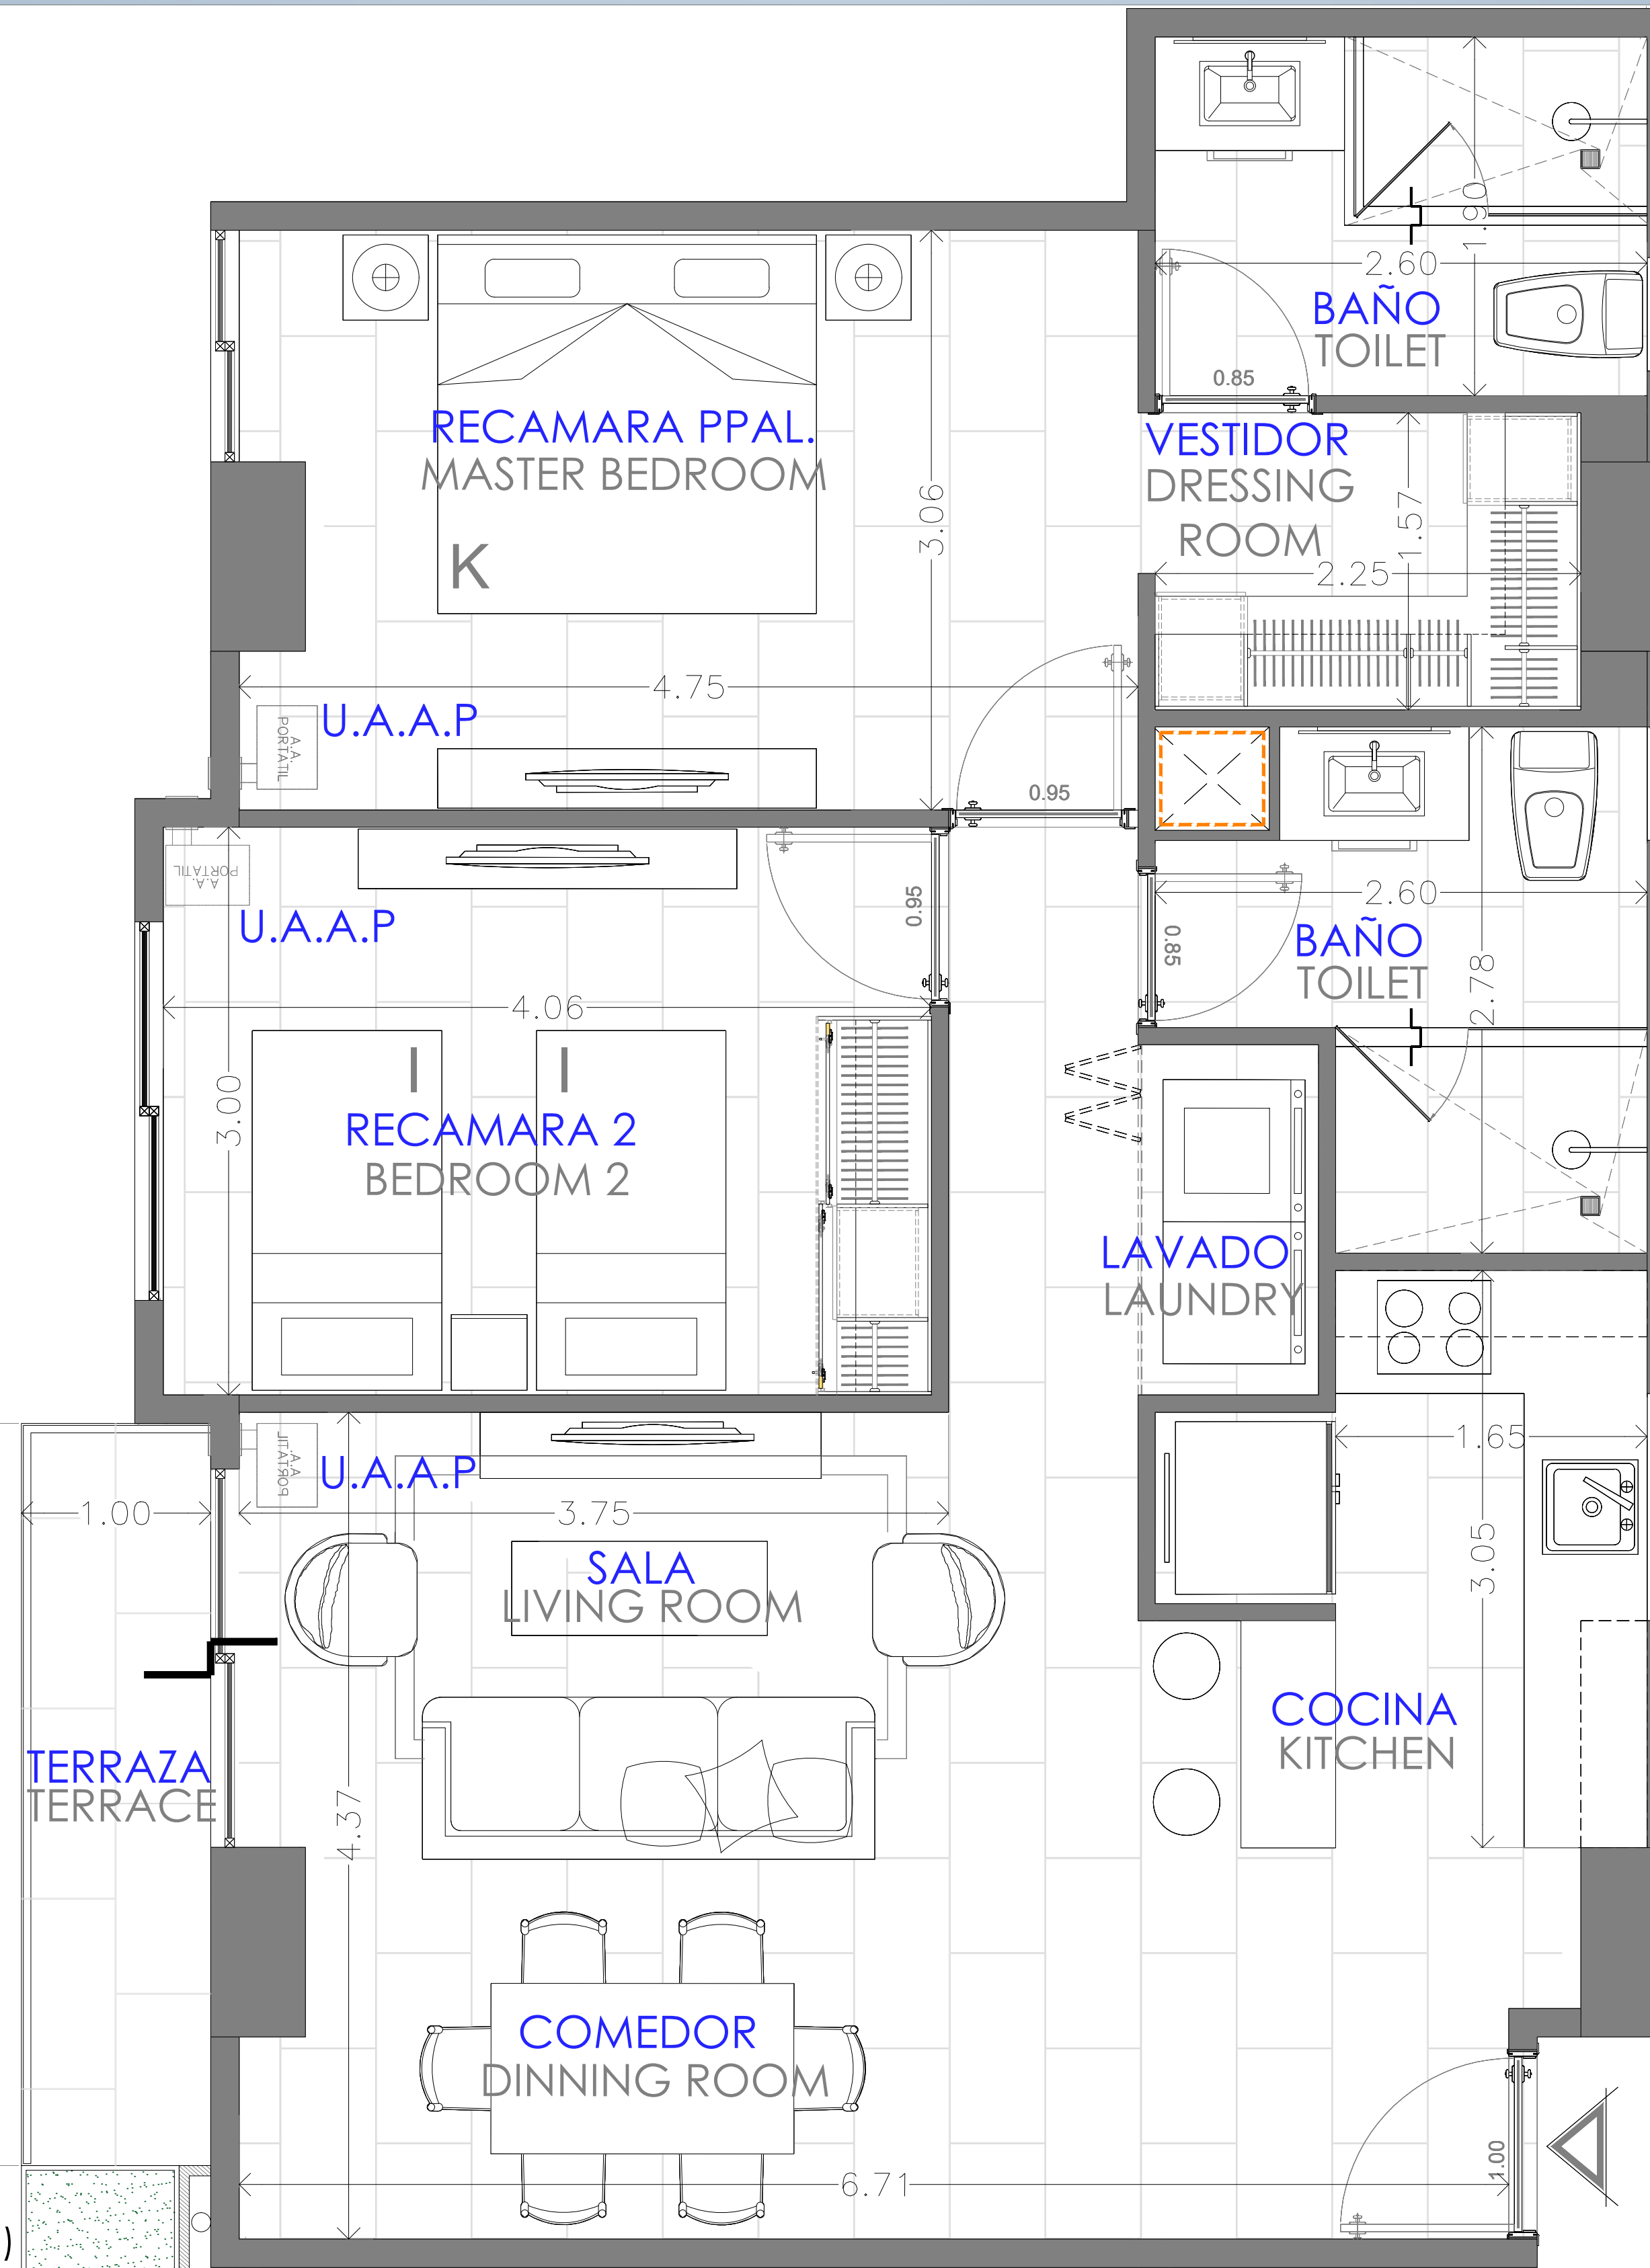 1.90
2.60
BAÑO
TOILET
0.85
RECAMARA PPAL.
MASTER BEDROOM
K
3.06
VESTIDOR
DRESSING
ROOM
1.57
2.25
4.75
U.A.A.P
A.A.
PORTATIL
0.95
A.A.
PORTATIL
U.A.A.P
0.95
2.60
BAÑO
TOILET
0.85
2.78
4.06
3.00
I I
RECAMARA 2
BEDROOM 2
LAVADO
LAUNDRY
1.65
A.A.
PORTATIL
U.A.A.P
1.00
3.75
SALA
LIVING ROOM
3.05
TERRAZA
TERRACE
4.37
COCINA
KITCHEN
COMEDOR
DINNING ROOM
1.00
6.71
)